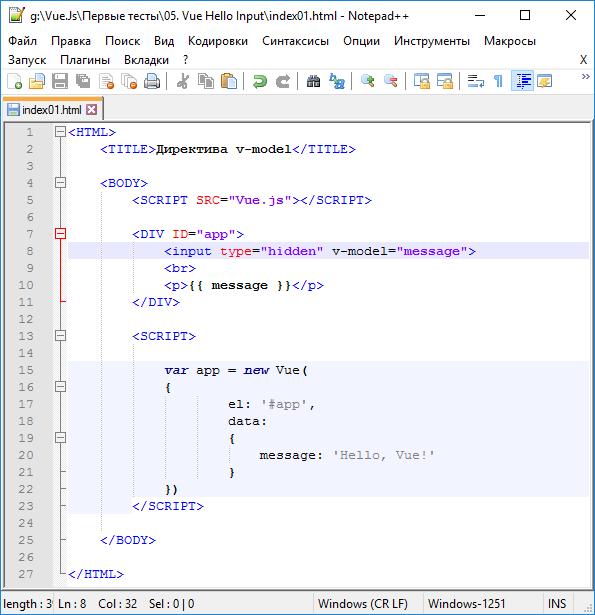 g:\Vue.Js\Первые тесты\05. Vue Hello Input\index01.html - Notepad++
Файл Правка Поиск Вид Кодировки Синтаксисы Опции Инструменты Макросы
Запуск Плагины Вкладки ? X
index01.html
1 <HTML>
2 <TITLE>Директива v-model</TITLE>
3
4 <BODY>
5 <SCRIPT SRC="Vue.js"></SCRIPT>
6
7 <DIV ID="app">
8 <input type="hidden" v-model="message">
9 <br>
10 <p>{{ message }}</p>
11 </DIV>
12
13 <SCRIPT>
14
15 var app = new Vue(
16 {
17 el: '#app',
18 data:
19 {
20 message: 'Hello, Vue!'
21 }
22 })
23 </SCRIPT>
24
25 </BODY>
26
27 </HTML>
length : Ln : 8 Col : 32 Sel : 0 | 0 Windows (CR LF) Windows-1251 INS